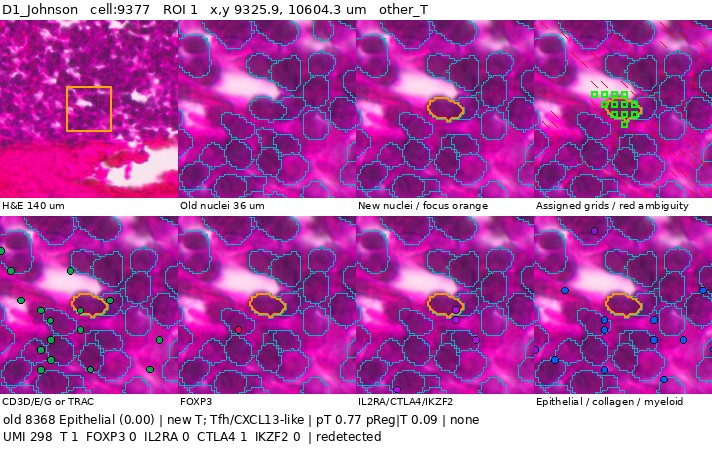 D1_Johnson   cell:9377   ROI 1   x,y 9325.9, 10604.3 um   other_T
H&E 140 um
Old nuclei 36 um
New nuclei / focus orange
Assigned grids / red ambiguity
CD3D/E/G or TRAC
FOXP3
IL2RA/CTLA4/IKZF2
Epithelial / collagen / myeloid
old 8368 Epithelial (0.00) | new T; Tfh/CXCL13-like | pT 0.77 pReg|T 0.09 | none
UMI 298  T 1  FOXP3 0  IL2RA 0  CTLA4 1  IKZF2 0  | redetected